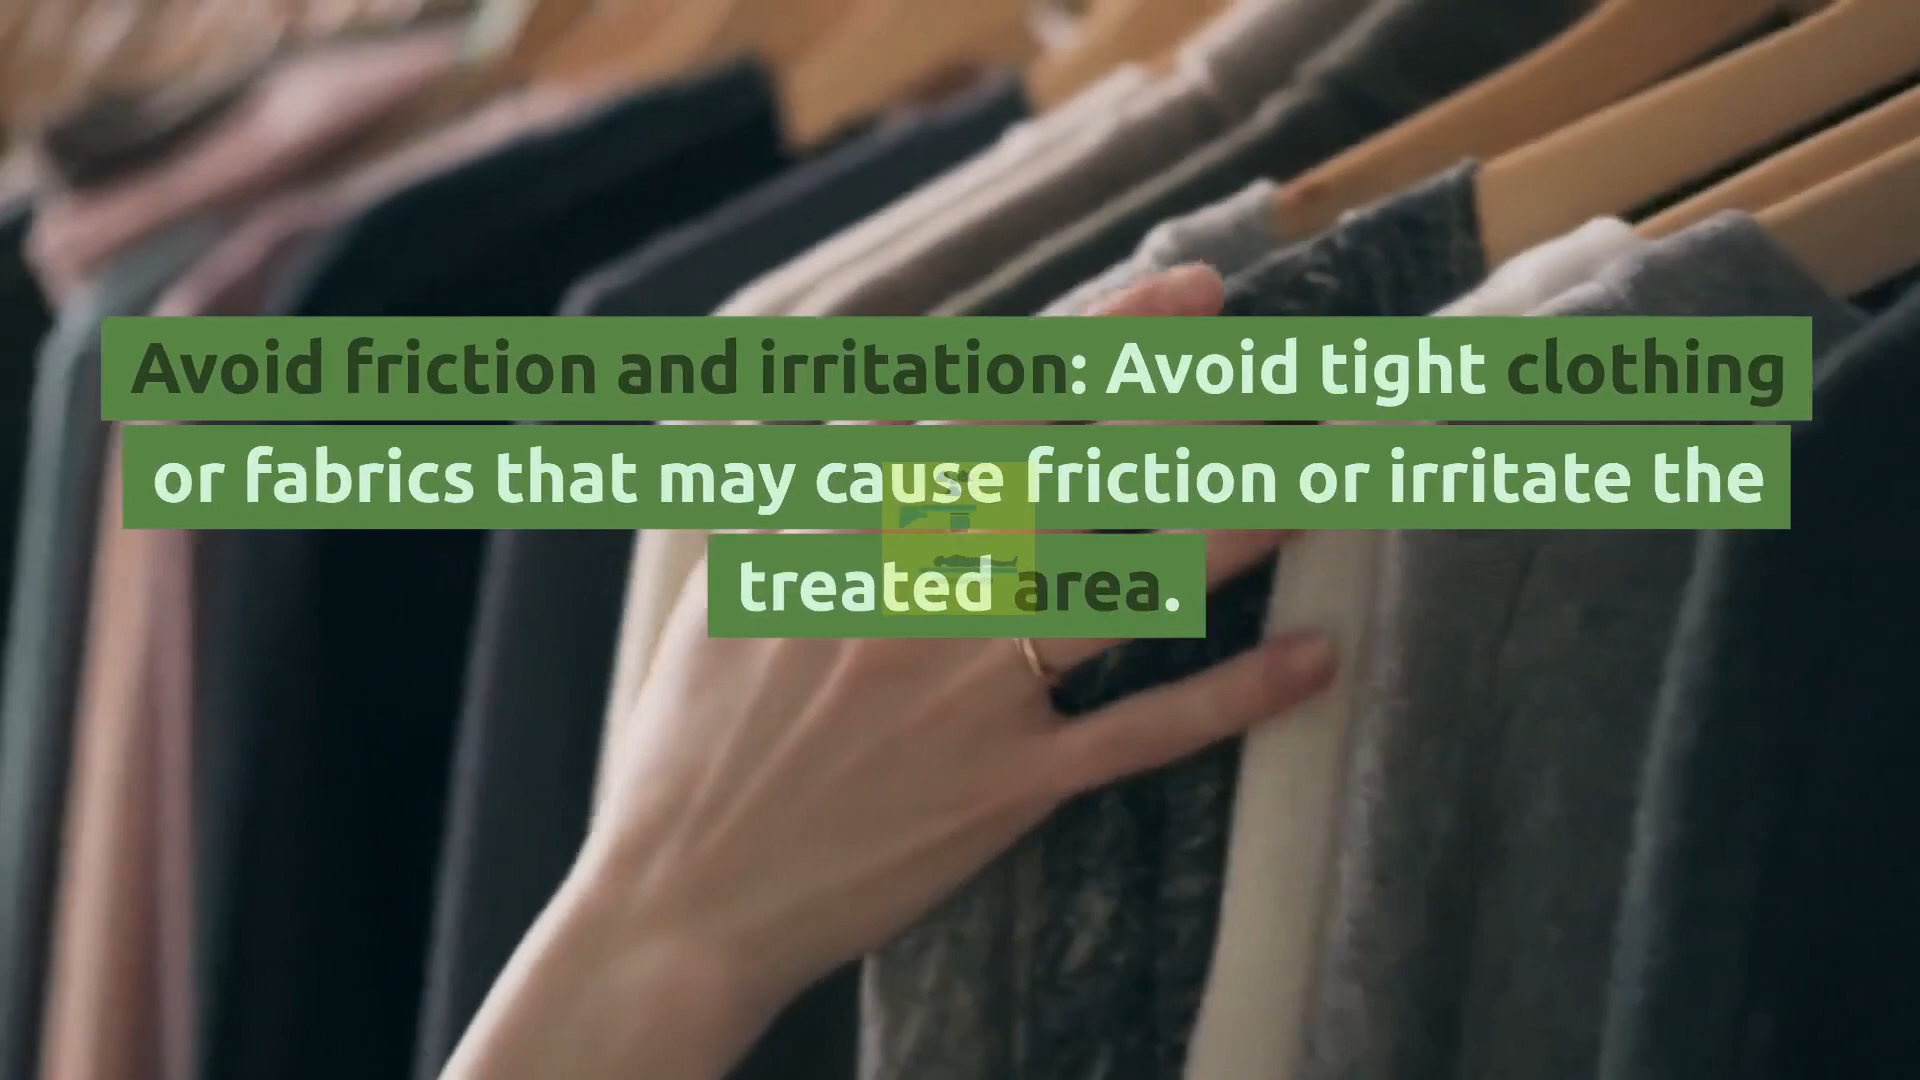 Avoid friction and irritation: Avoid tight clothing
or fabrics that may cause friction or irritate the
treated area.